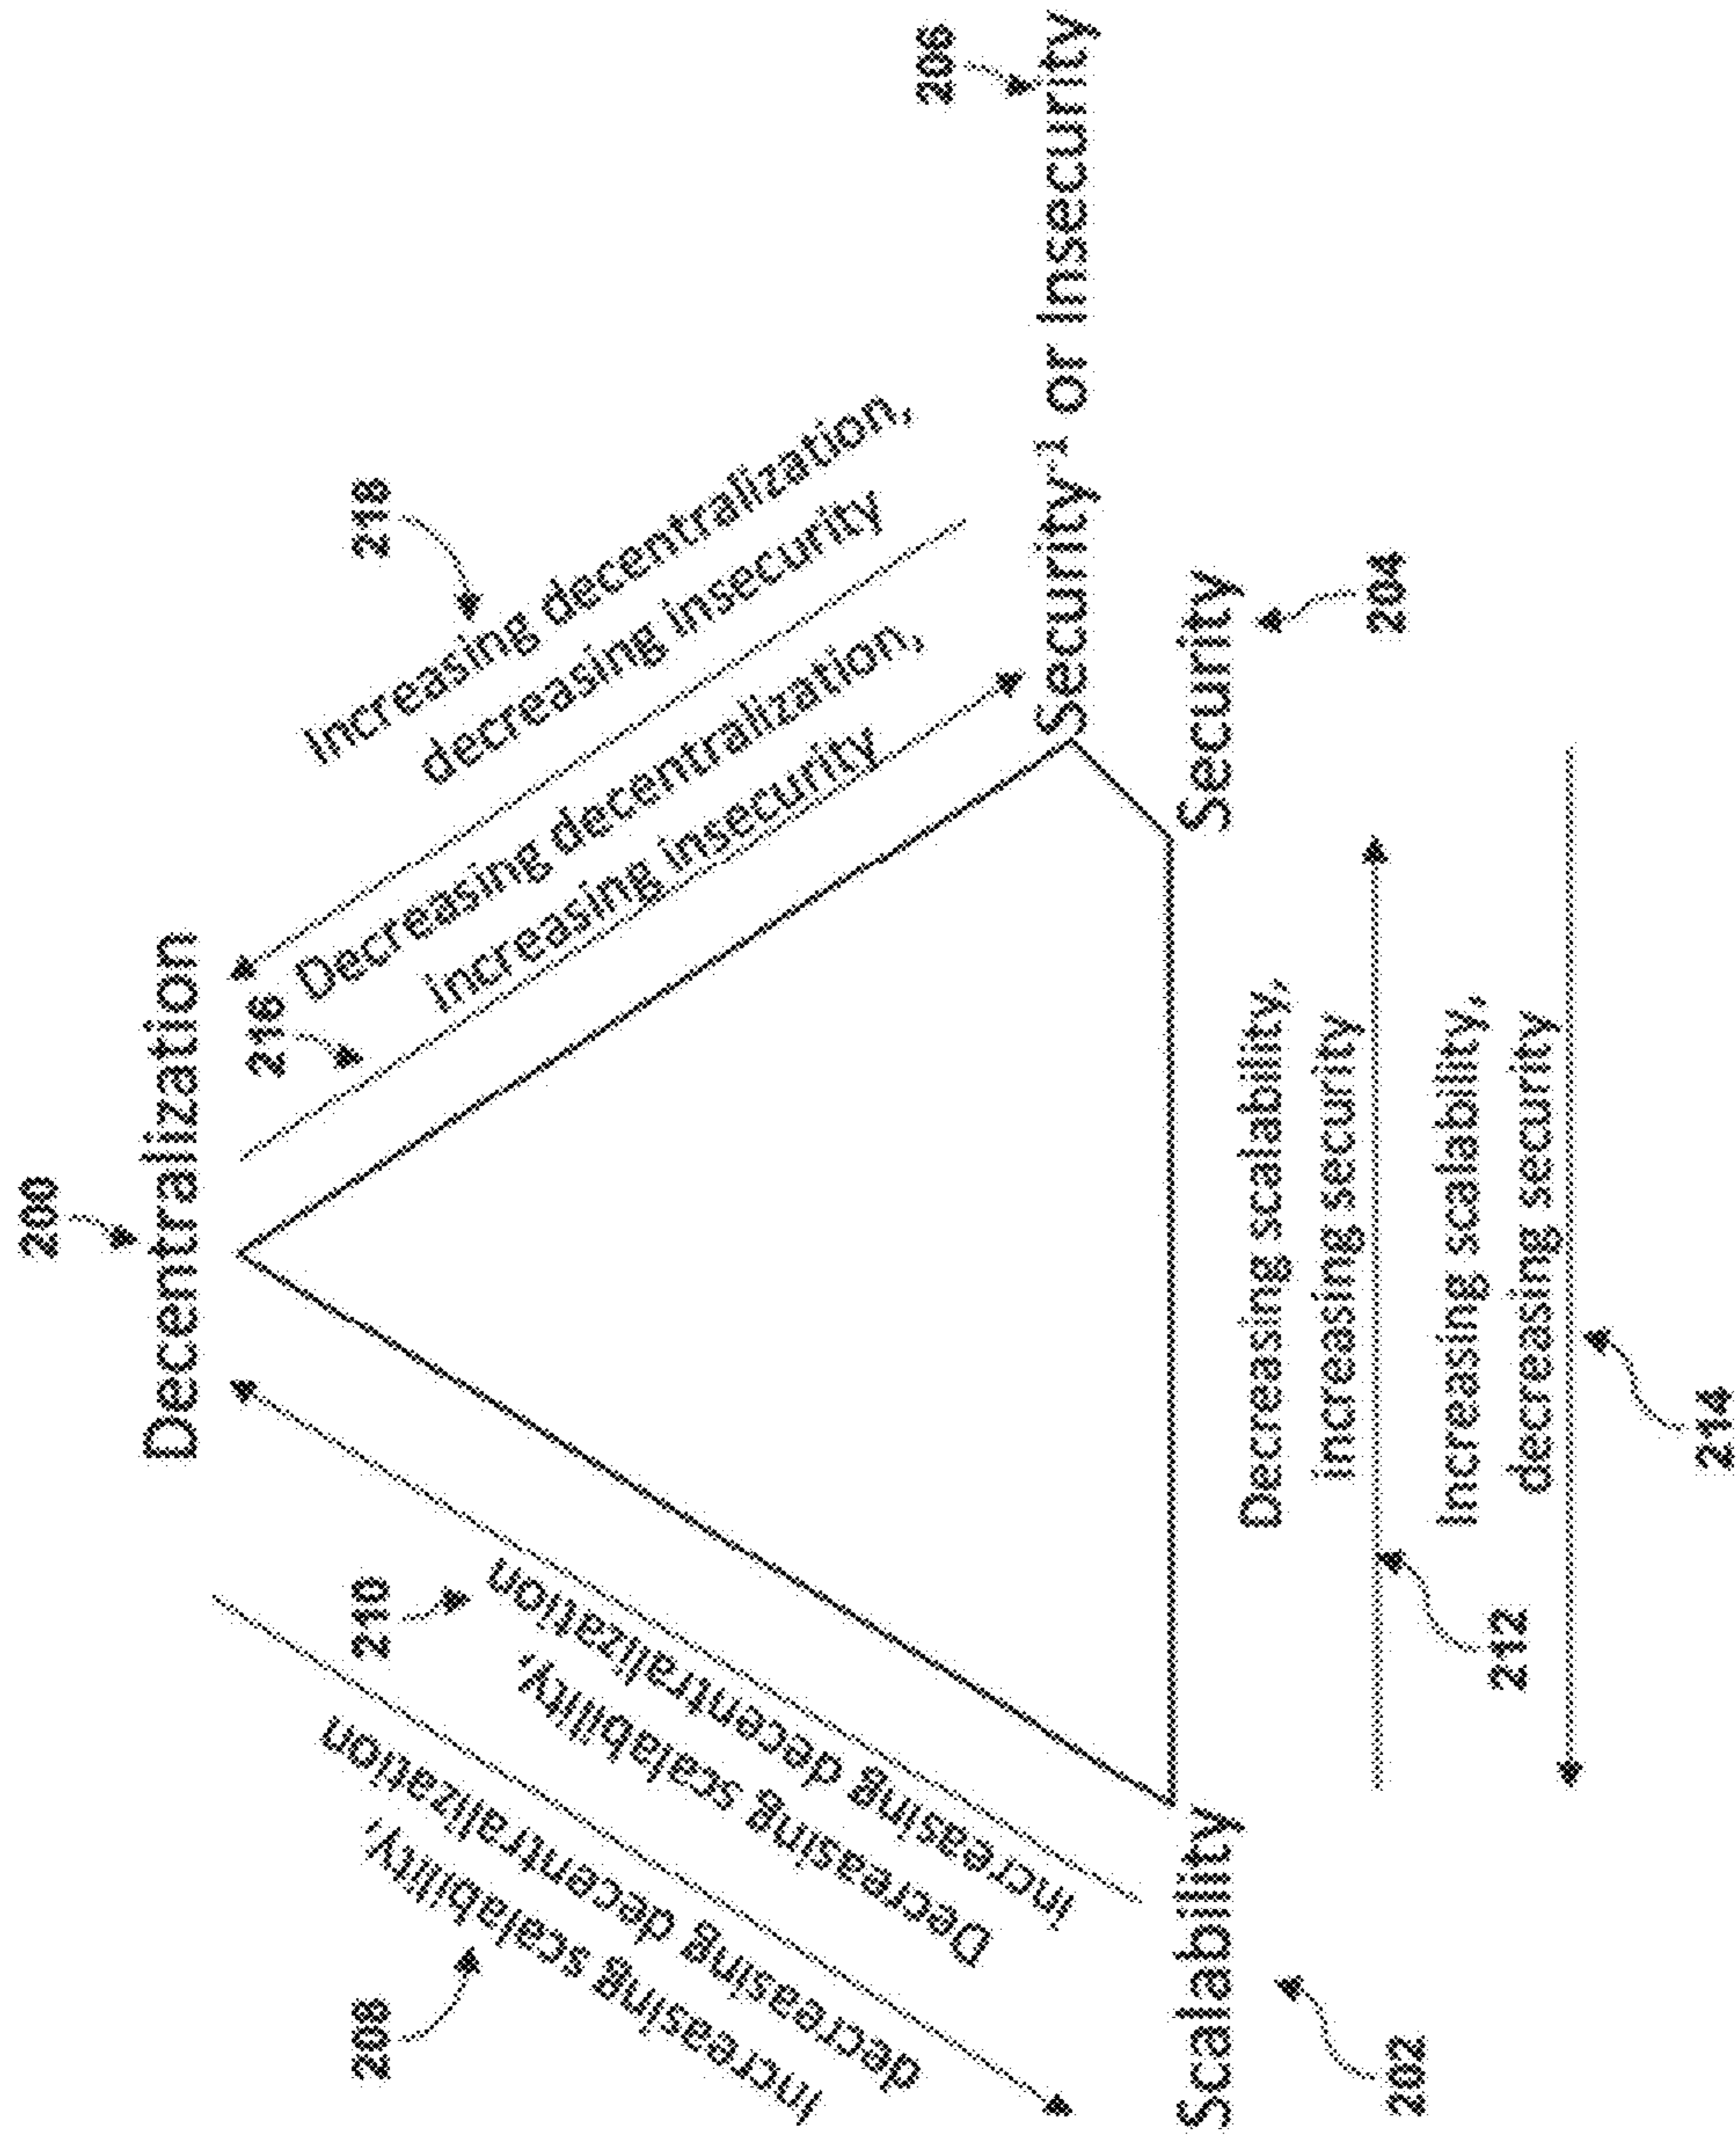 200
Decentralization
208
Increasing scalability,
decreasing decentralization
210
Decreasing scalability,
increasing decentralization
216
Decreasing decentralization,
increasing insecurity
218
Increasing decentralization,
decreasing insecurity
206
Security⁻¹ or Insecurity
Scalability
202
Security
204
Decreasing scalability,
increasing security
212
Increasing scalability,
decreasing security
214